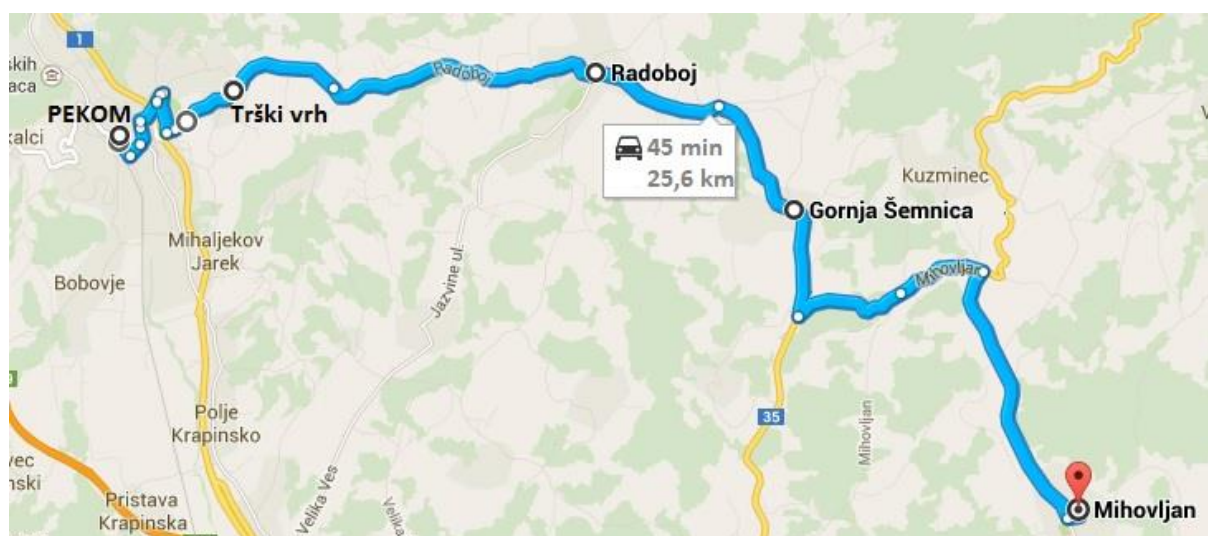 1
PEKOM
Trški vrh
Radoboj
Radoboj
45 min
25,6 km
Kuzminec
Gornja Šemnica
Mihaljekov
Jarek
Bobovje
Jazvine ul.
Mihovljan
35
Mihovljan
Polje
Krapinsko
Velika Ves
Velika
Pristava
Krapinska
Mihovljan